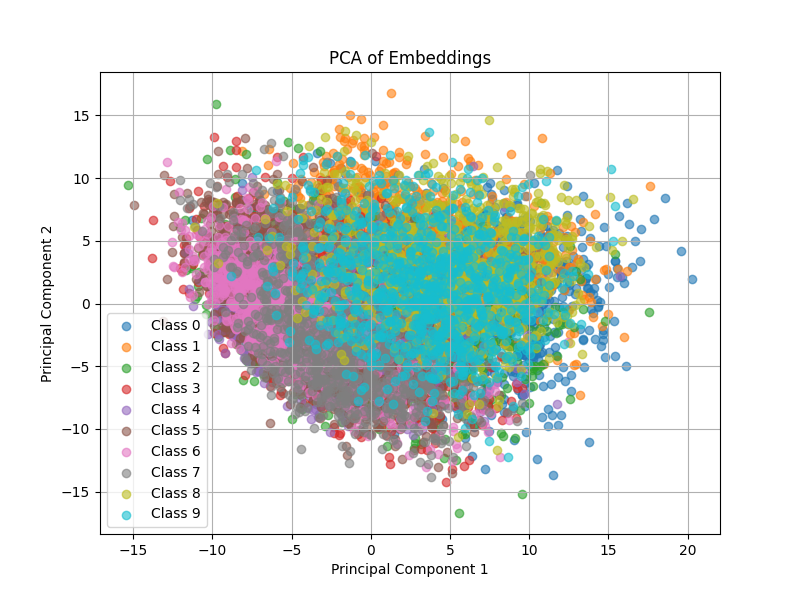 PCA of Embeddings
Principal Component 2
15
10
5
0
−5
−10
−15
Class 0
Class 1
Class 2
Class 3
Class 4
Class 5
Class 6
Class 7
Class 8
Class 9
−15 −10 −5 0 5 10 15 20
Principal Component 1